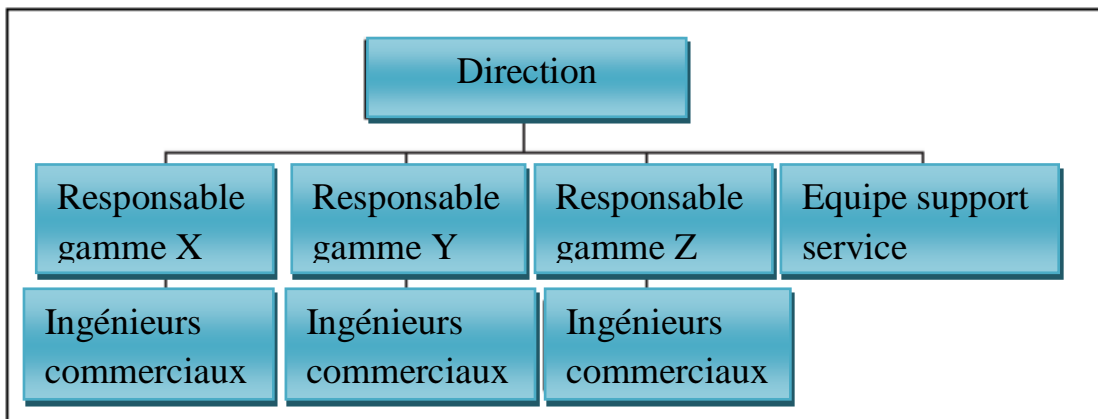 Direction
Responsable
gamme X
Responsable
gamme Y
Responsable
gamme Z
Equipe support
service
Ingénieurs
commerciaux
Ingénieurs
commerciaux
Ingénieurs
commerciaux